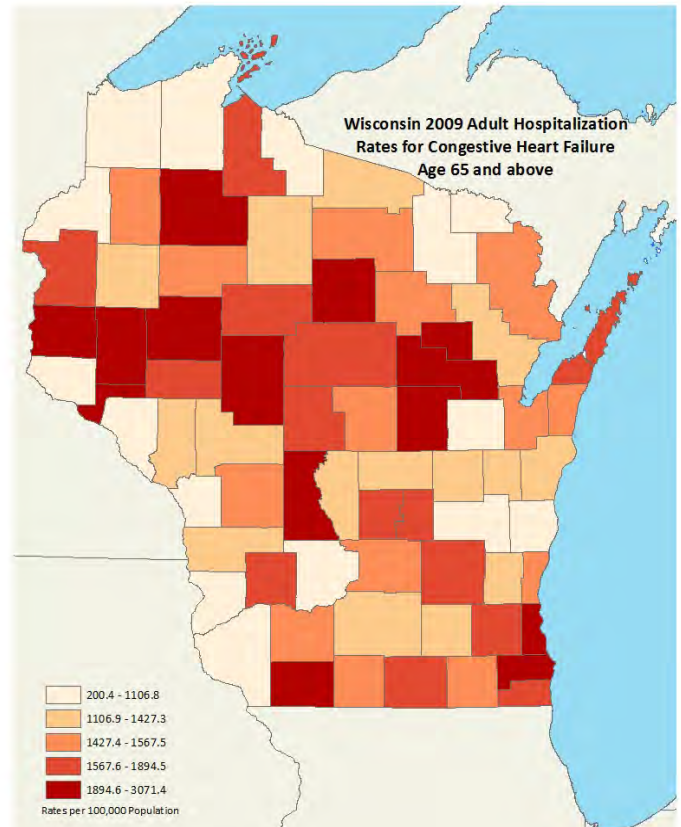 Wisconsin 2009 Adult Hospitalization
Rates for Congestive Heart Failure
Age 65 and above
200.4 - 1106.8
1106.9 - 1427.3
1427.4 - 1567.5
1567.6 - 1894.5
1894.6 - 3071.4
Rates per 100,000 Population